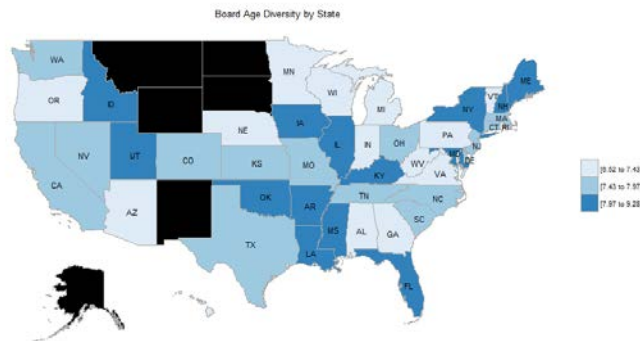 Board Age Diversity by State
WA
OR
ID
MN
WI
MI
NY
VT
NH
ME
MA
CT
RI
NV
UT
CO
NE
IA
IL
IN
OH
PA
NJ
MD
DE
CA
KS
MO
KY
WV
VA
AZ
OK
AR
TN
NC
SC
TX
LA
MS
AL
GA
FL
[6.52 to 7.43
[7.43 to 7.97
[7.97 to 9.28